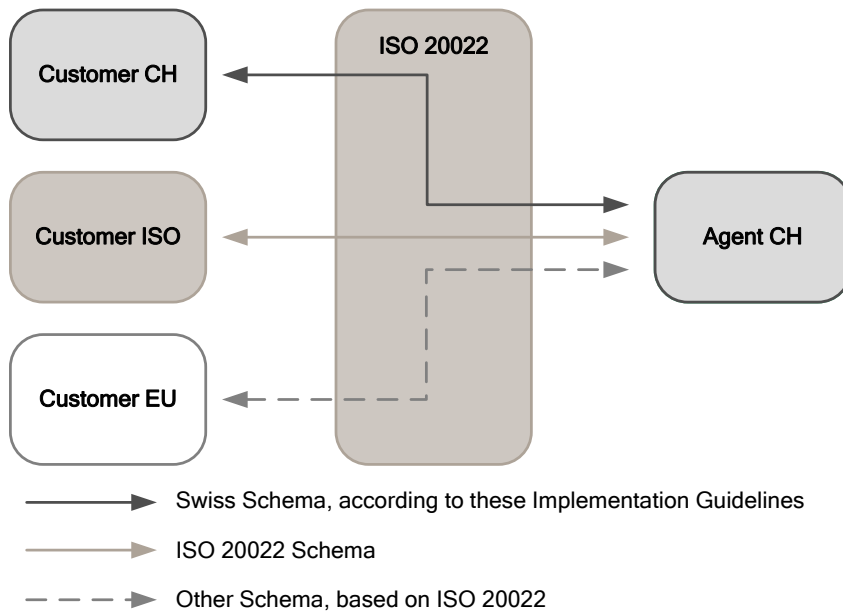 ISO 20022
Customer CH
Customer ISO
Agent CH
Customer EU
Swiss Schema, according to these Implementation Guidelines
ISO 20022 Schema
Other Schema, based on ISO 20022